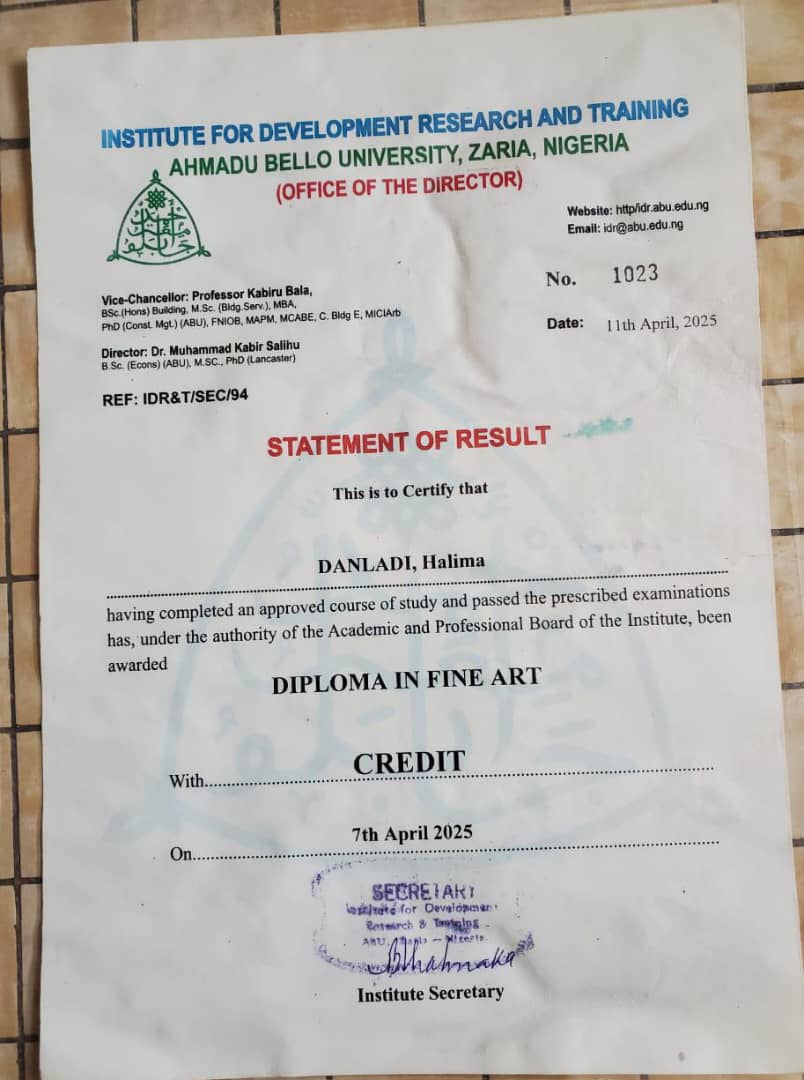 INSTITUTE FOR DEVELOPMENT RESEARCH AND TRAINING
AHMADU BELLO UNIVERSITY, ZARIA, NIGERIA
(OFFICE OF THE DIRECTOR)
Website: http/idr.abu.edu.ng
Email: idr@abu.edu.ng
No. 1023
Date: 11th April, 2025
Vice-Chancellor: Professor Kabiru Bala,
BSc.(Hons) Building, M.Sc. (Bldg.Serv.), MBA,
PhD (Const. Mgt.) (ABU), FNIOB, MAPM, MCABE, C. Bldg E, MICIArb
Director: Dr. Muhammad Kabir Salihu
B.Sc. (Econs) (ABU), M.SC., PhD (Lancaster)
REF: IDR&T/SEC/94
STATEMENT OF RESULT
This is to Certify that
DANLADI, Halima
having completed an approved course of study and passed the prescribed examinations
has, under the authority of the Academic and Professional Board of the Institute, been
awarded
DIPLOMA IN FINE ART
With CREDIT
On 7th April 2025
SECRETARY
Institute for Development
Research & Training
ABU, Zaria - Nigeria.
Institute Secretary